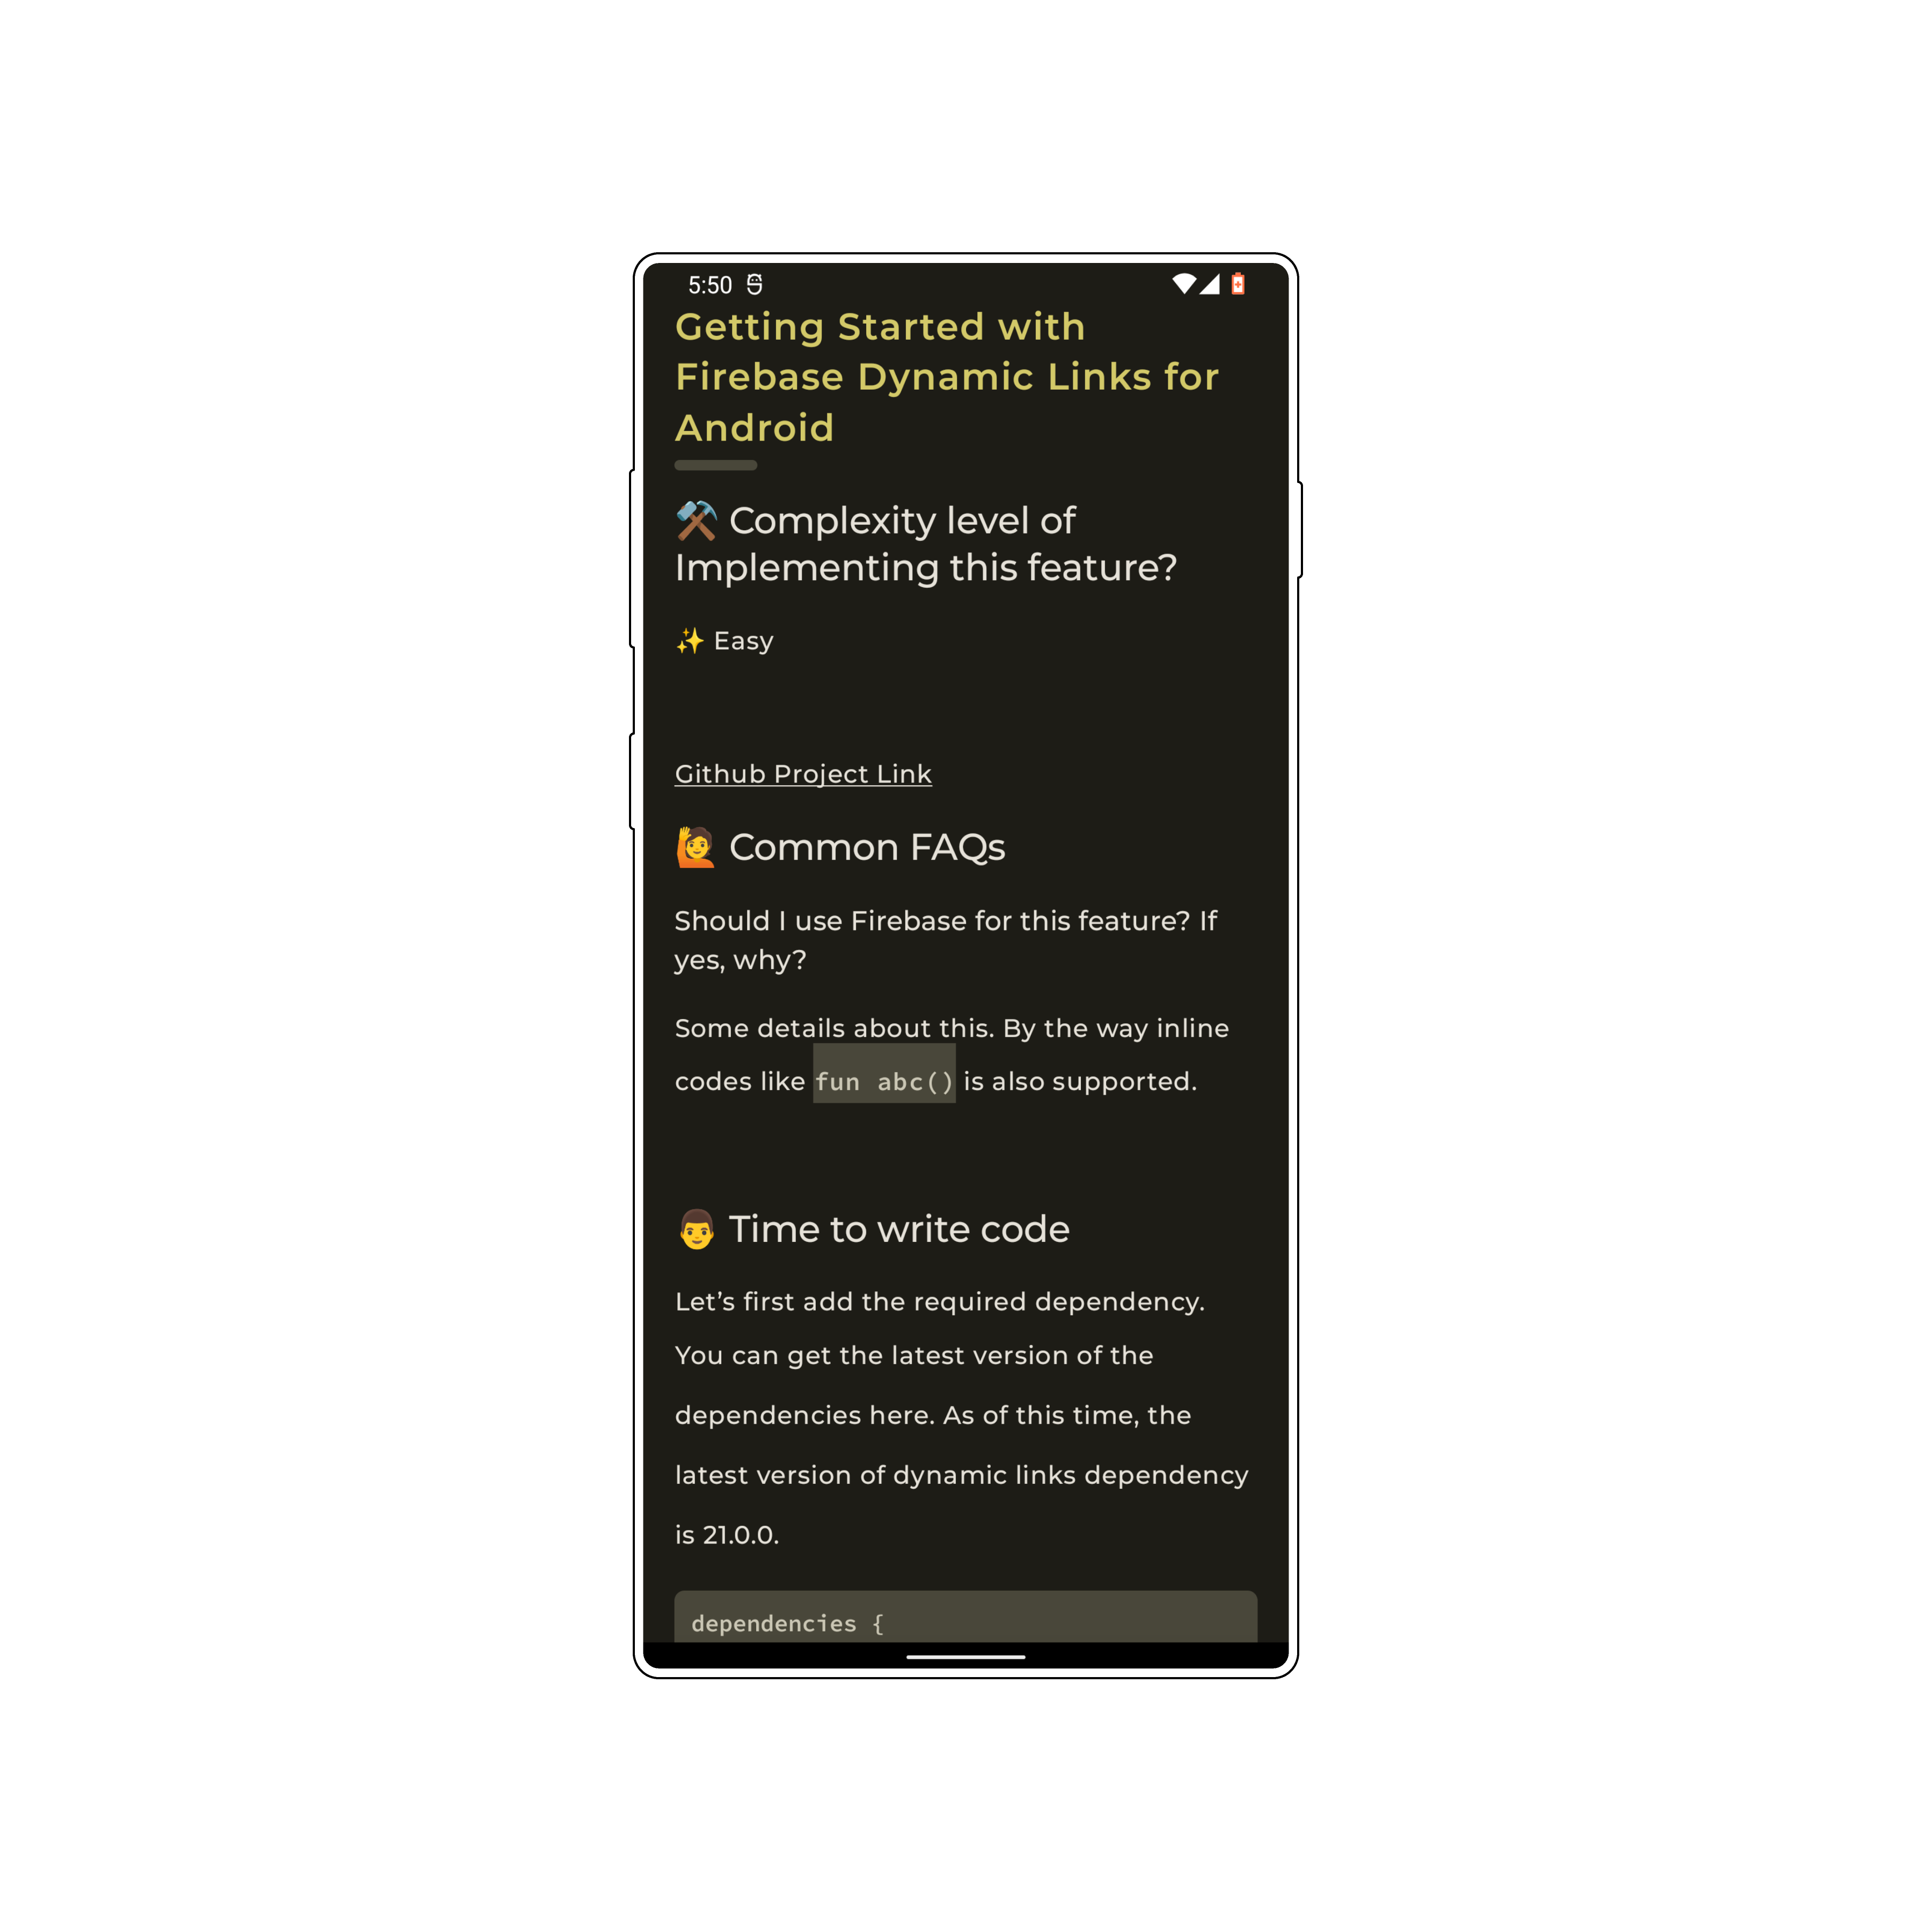 5:50
Getting Started with
Firebase Dynamic Links for
Android
⚒️ Complexity level of
Implementing this feature?
✨ Easy
Github Project Link
🙋 Common FAQs
Should I use Firebase for this feature? If
yes, why?
Some details about this. By the way inline
codes like fun abc() is also supported.
👨 Time to write code
Let’s first add the required dependency.
You can get the latest version of the
dependencies here. As of this time, the
latest version of dynamic links dependency
is 21.0.0.
dependencies {